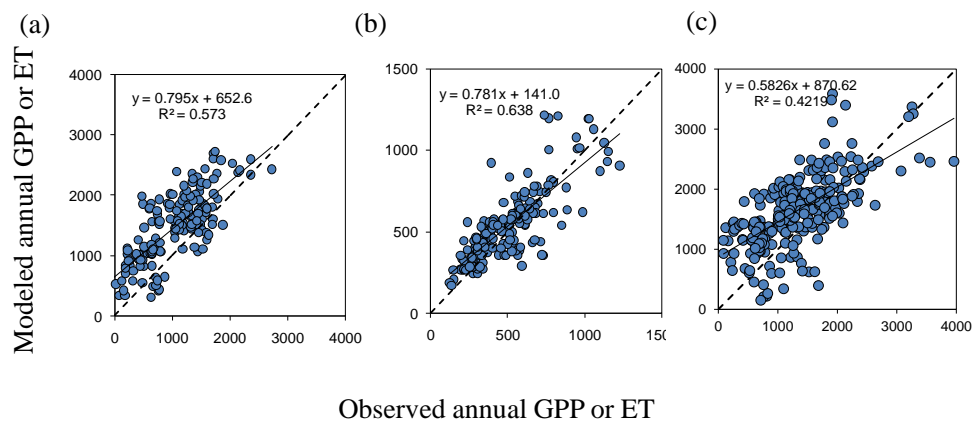 (a)
(b)
(c)
Modeled annual GPP or ET
4000
3000
2000
1000
0
y = 0.795x + 652.6
R² = 0.573
0 1000 2000 3000 4000
1500
1000
500
0
y = 0.781x + 141.0
R² = 0.638
0 500 1000
4000
3000
2000
1000
0
y = 0.5826x + 870.62
R² = 0.4219
0 1000 2000 3000 4000
Observed annual GPP or ET